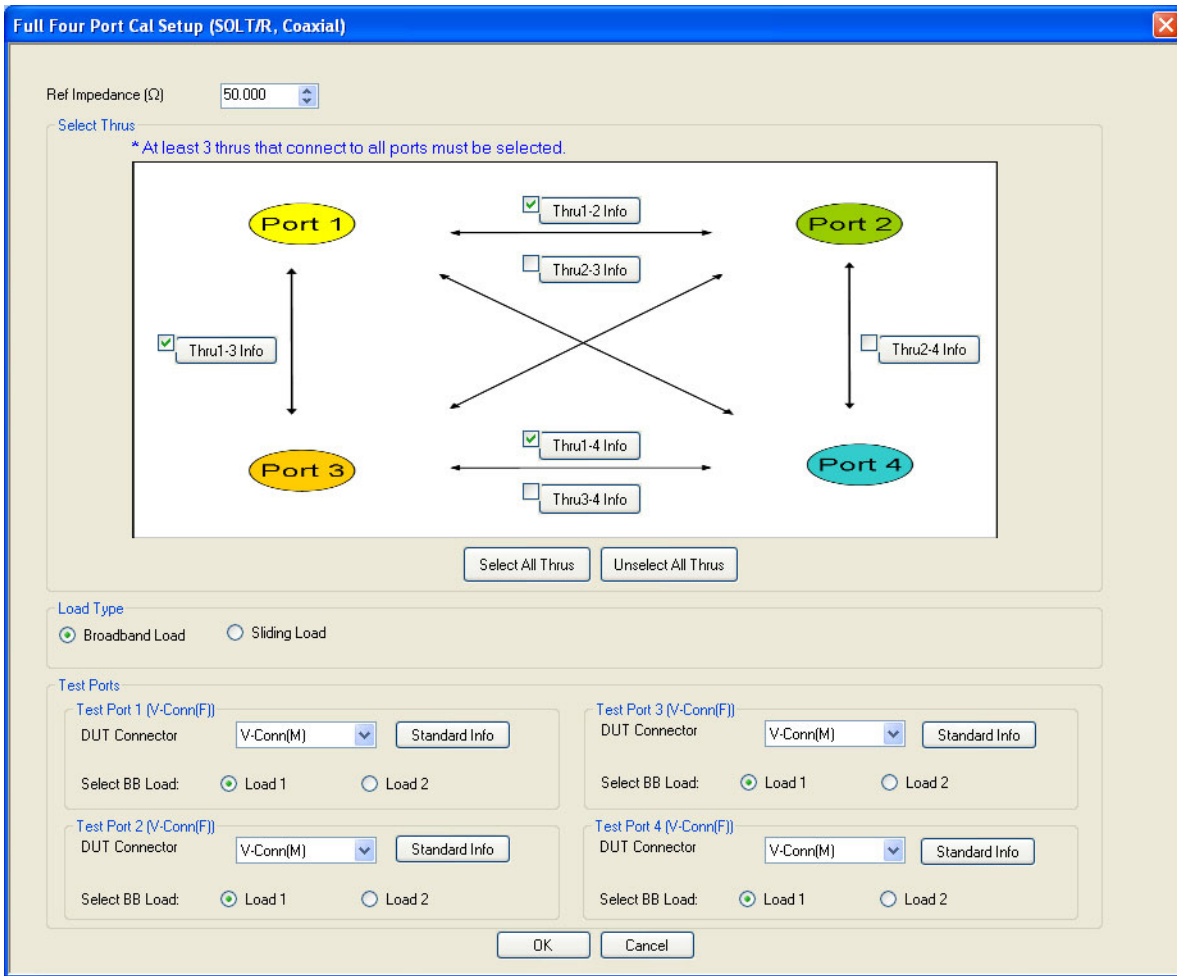 Full Four Port Cal Setup (SOLT/R, Coaxial)
Ref Impedance (Ω) 50.000
Select Thrus
* At least 3 thrus that connect to all ports must be selected.
Port 1
Thru1-2 Info
Port 2
Thru2-3 Info
Thru1-3 Info
Thru2-4 Info
Port 3
Thru1-4 Info
Port 4
Thru3-4 Info
Select All Thrus Unselect All Thrus
Load Type
Broadband Load Sliding Load
Test Ports
Test Port 1 (V-Conn(F))
DUT Connector V-Conn(M) Standard Info
Select BB Load: Load 1 Load 2
Test Port 3 (V-Conn(F))
DUT Connector V-Conn(M) Standard Info
Select BB Load: Load 1 Load 2
Test Port 2 (V-Conn(F))
DUT Connector V-Conn(M) Standard Info
Select BB Load: Load 1 Load 2
Test Port 4 (V-Conn(F))
DUT Connector V-Conn(M) Standard Info
Select BB Load: Load 1 Load 2
OK Cancel